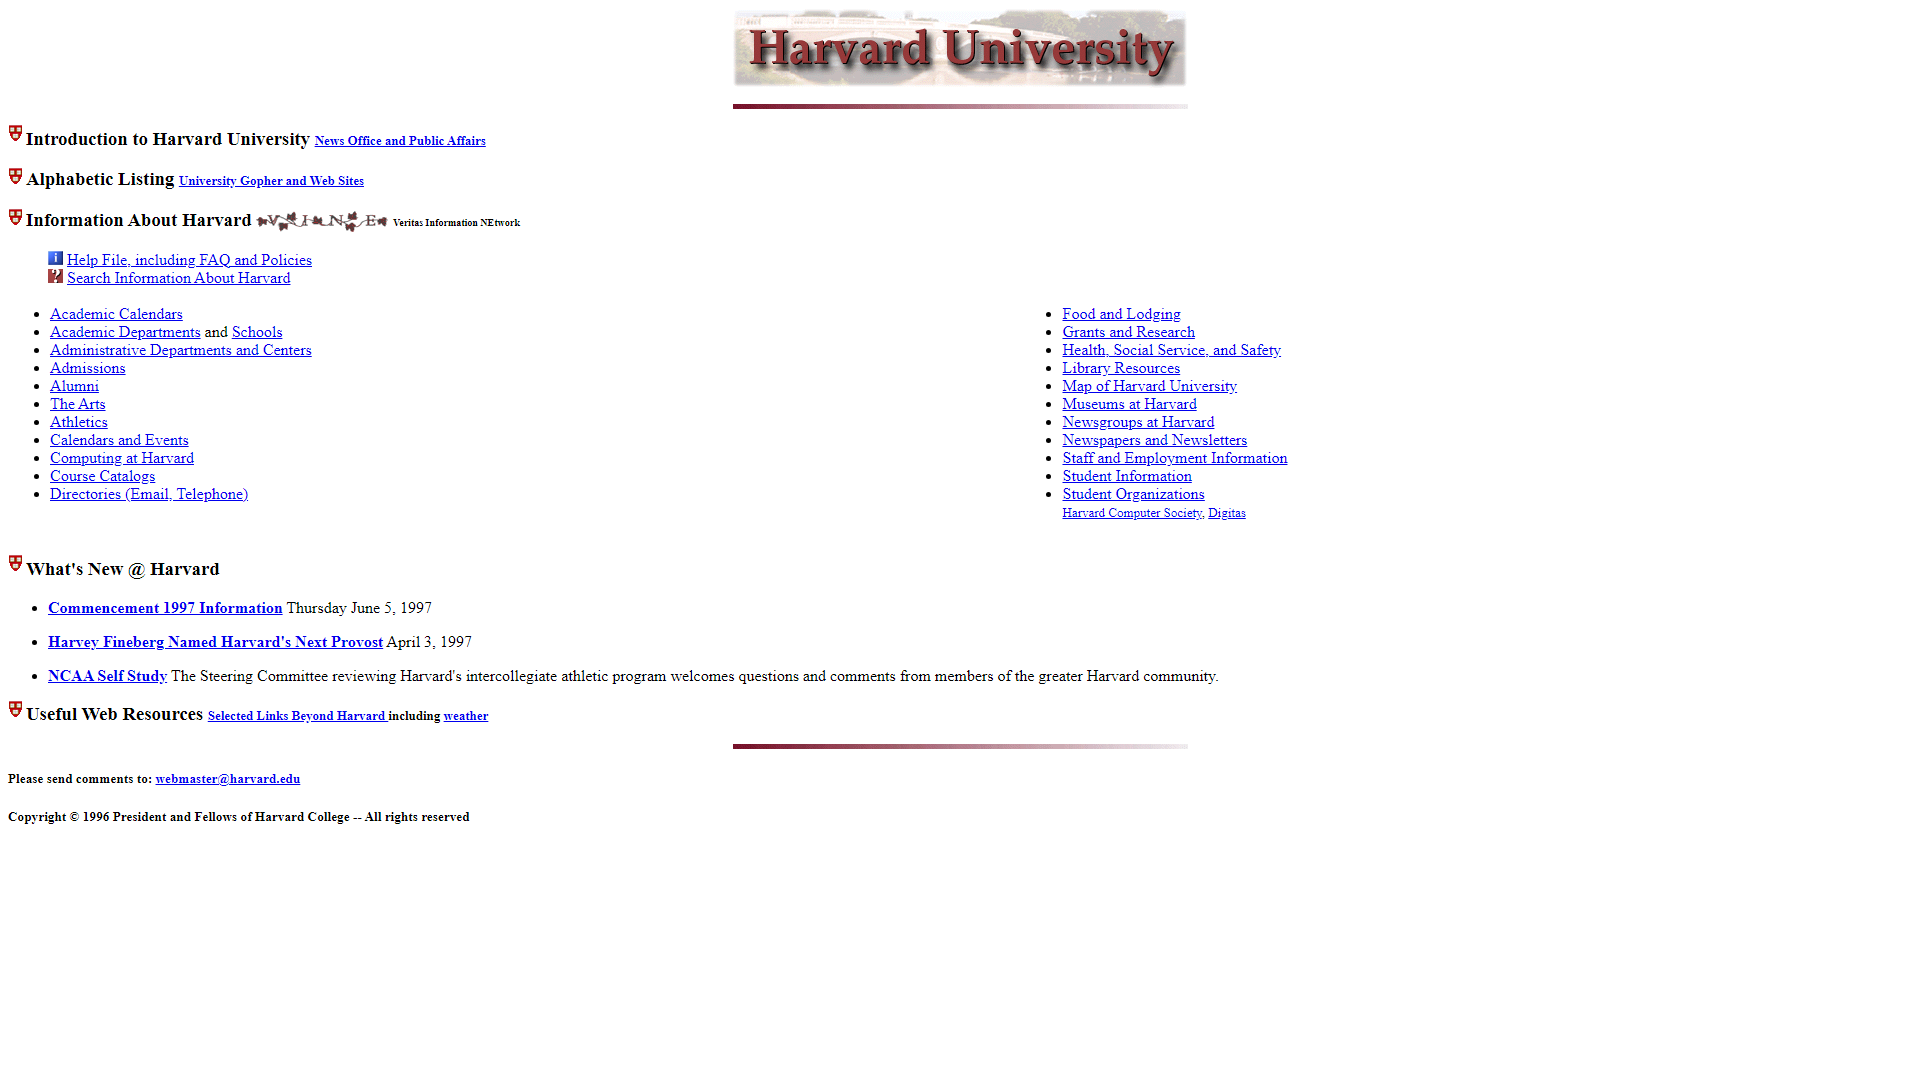 Harvard University
Introduction to Harvard University News Office and Public Affairs
Alphabetic Listing University Gopher and Web Sites
Information About Harvard V-I-N-E Veritas Information NEtwork
Help File, including FAQ and Policies
Search Information About Harvard
• Academic Calendars
• Academic Departments and Schools
• Administrative Departments and Centers
• Admissions
• Alumni
• The Arts
• Athletics
• Calendars and Events
• Computing at Harvard
• Course Catalogs
• Directories (Email, Telephone)
• Food and Lodging
• Grants and Research
• Health, Social Service, and Safety
• Library Resources
• Map of Harvard University
• Museums at Harvard
• Newsgroups at Harvard
• Newspapers and Newsletters
• Staff and Employment Information
• Student Information
• Student Organizations
Harvard Computer Society, Digitas
What's New @ Harvard
• Commencement 1997 Information Thursday June 5, 1997
• Harvey Fineberg Named Harvard's Next Provost April 3, 1997
• NCAA Self Study The Steering Committee reviewing Harvard's intercollegiate athletic program welcomes questions and comments from members of the greater Harvard community.
Useful Web Resources Selected Links Beyond Harvard including weather
Please send comments to: webmaster@harvard.edu
Copyright © 1996 President and Fellows of Harvard College -- All rights reserved